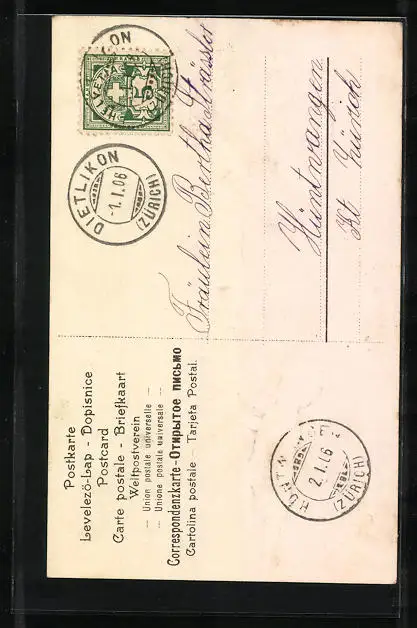 Postkarte
Levelező-Lap - Dopisnice
Postcard
Carte postale - Briefkaart
Weltpostverein
— Union postale universelle —
— Unione postale universale —
Correspondenzkarte - Открытое письмо
Cartolina postale - Tarjeta Postal.
HELVETIA
5
DIETLIKON
-1.I.06
(ZÜRICH)
Fräulein Bertha Strässler
Hüntwangen
Kt Zürich
2.I.06
(ZÜRICH)